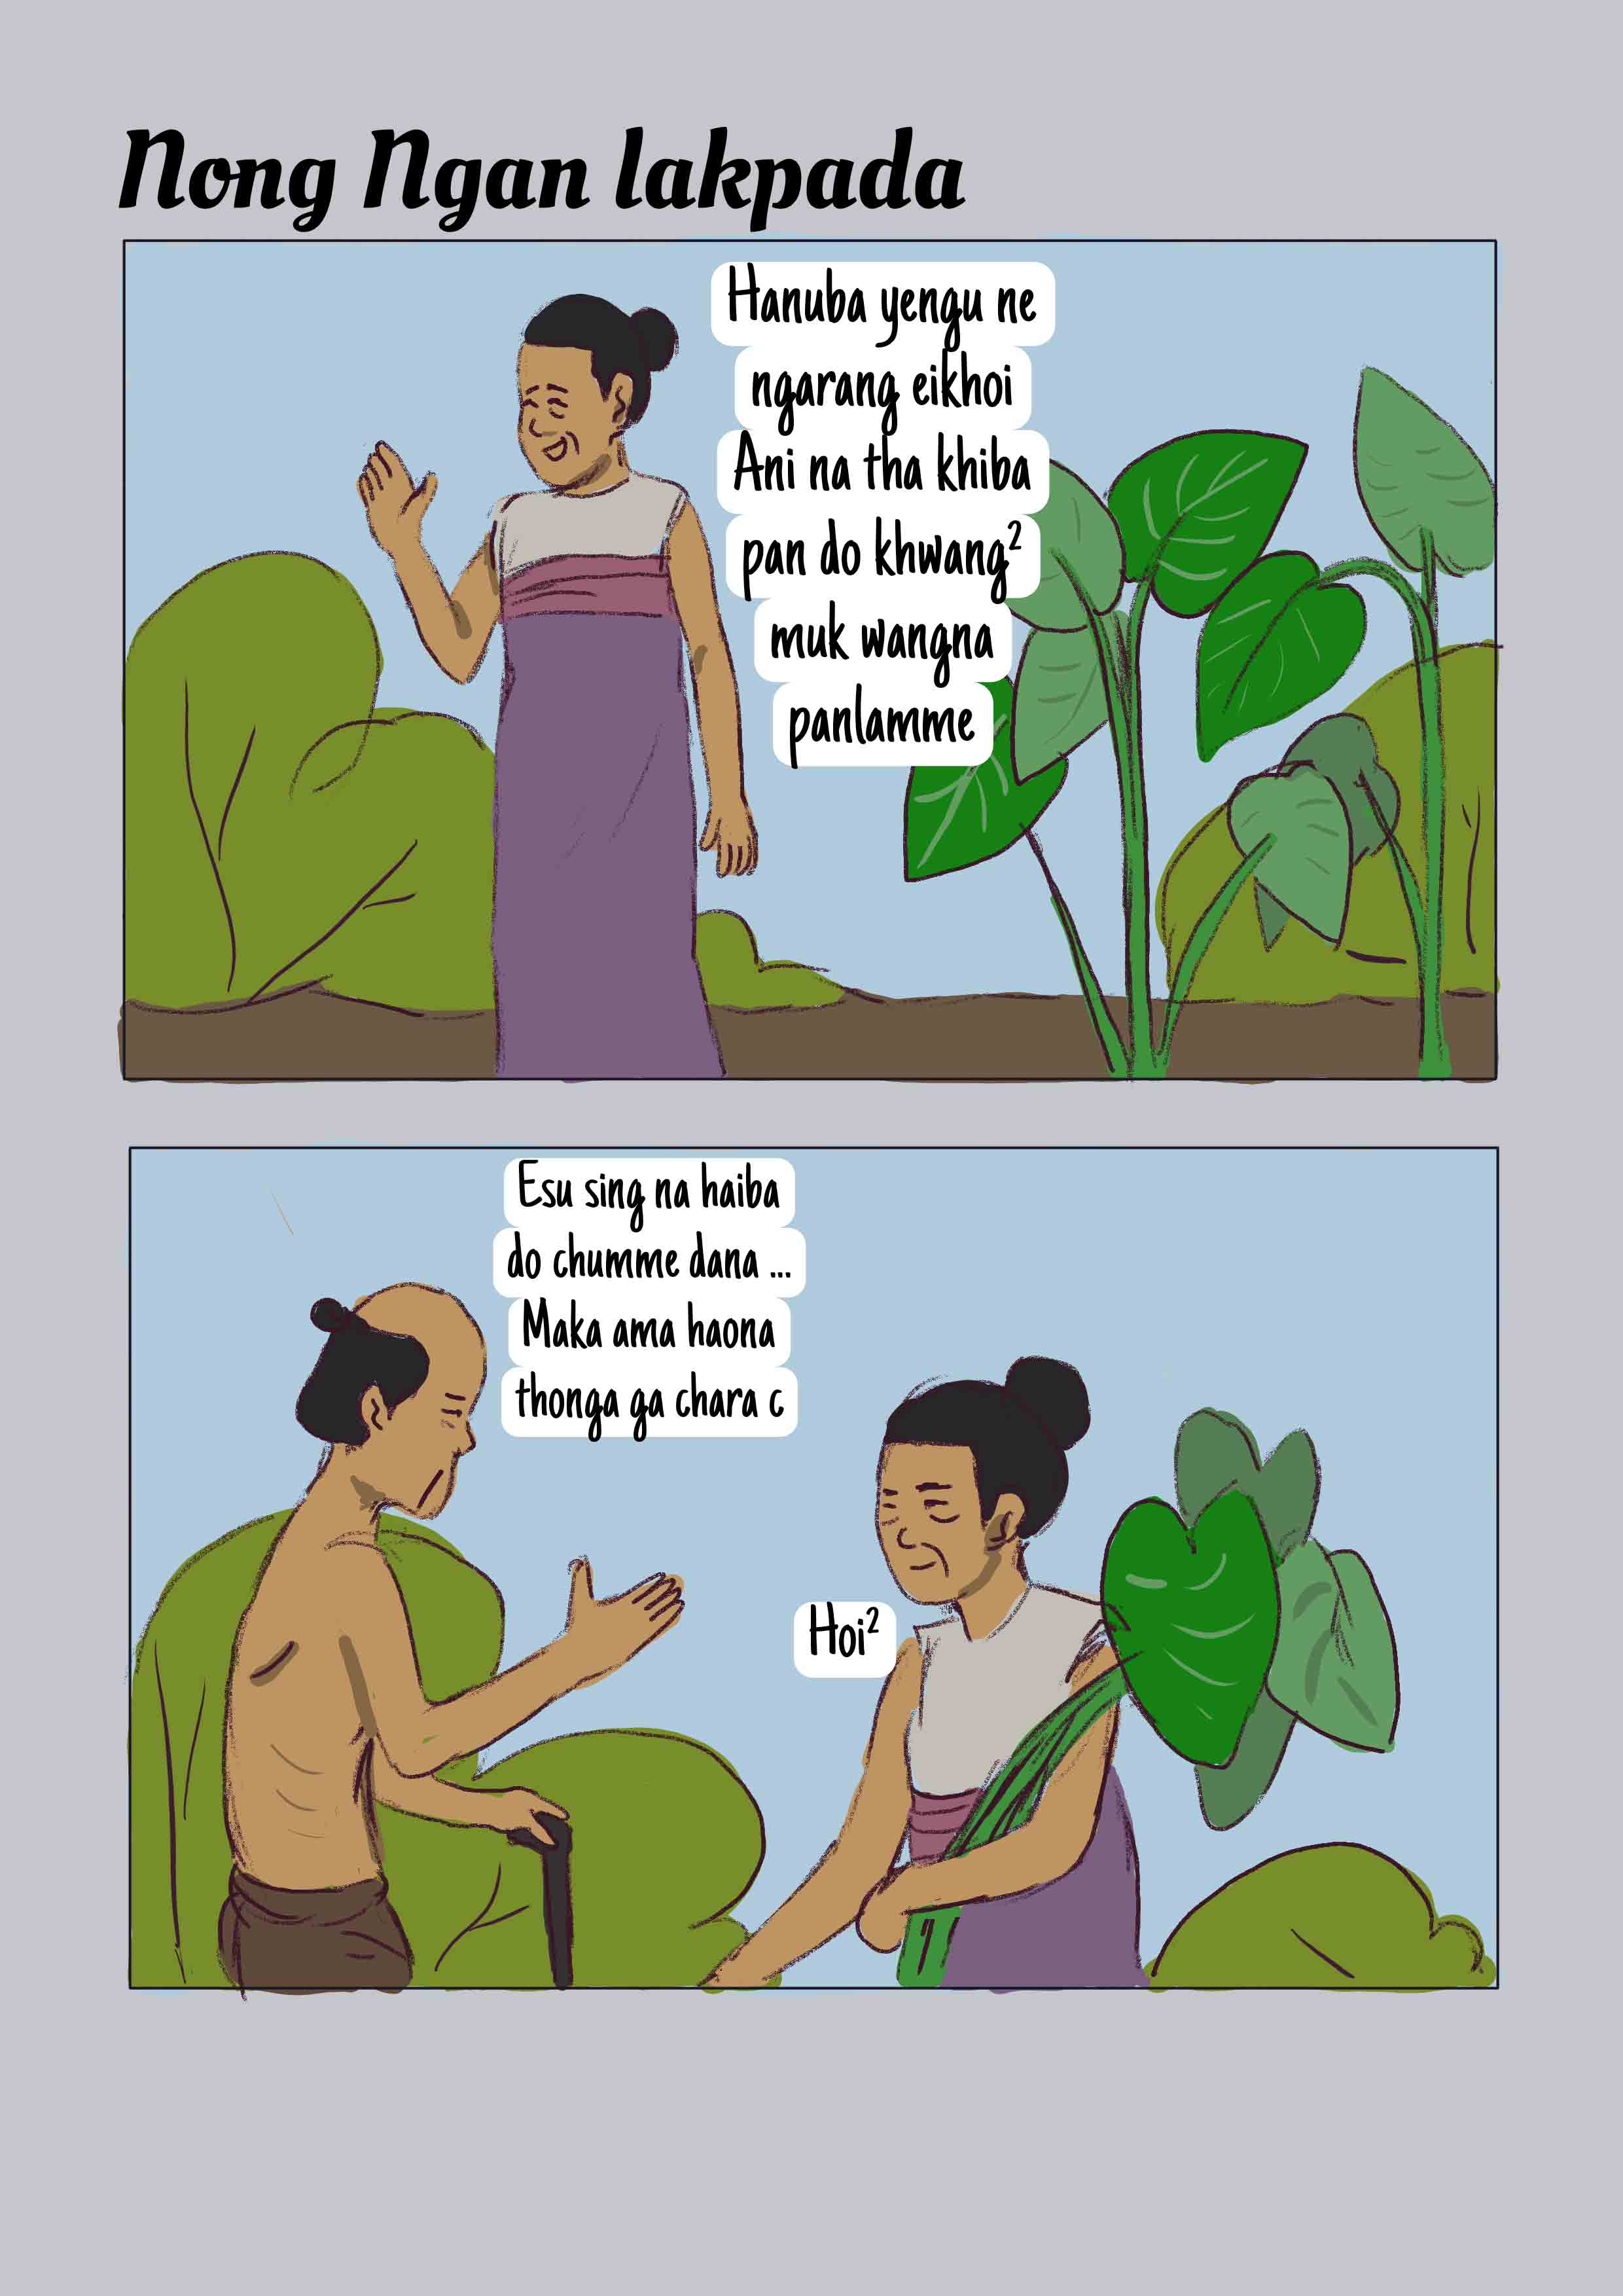 Nong Ngan lakpada
Hanuba yengu ne
ngarang eikhoi
Ani na tha khiba
pan do khwang²
muk wangna
panlamme
Esu sing na haiba
do chumme dana ...
Maka ama haona
thonga ga chara c
Hoi²